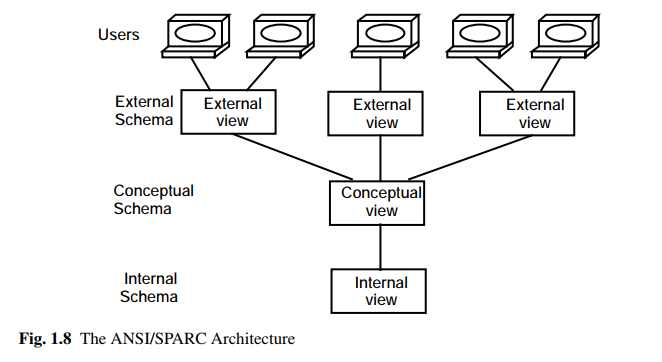 Users
External
Schema
External
view
External
view
External
view
Conceptual
Schema
Conceptual
view
Internal
Schema
Internal
view
Fig. 1.8 The ANSI/SPARC Architecture